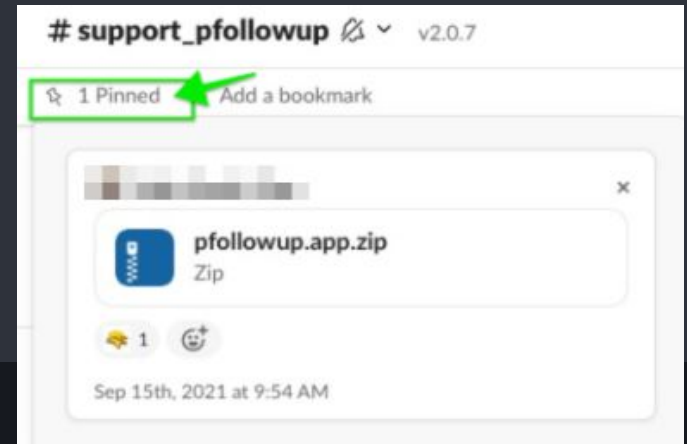 # support_pfollowup v2.0.7
1 Pinned Add a bookmark
×
pfollowup.app.zip
Zip
1
Sep 15th, 2021 at 9:54 AM